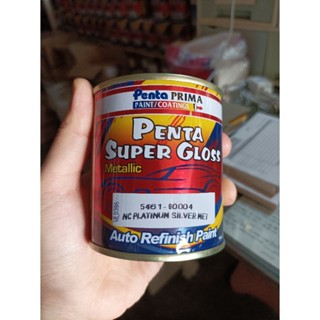 Penta PRIMA
PAINT/COATINGS
PENTA
SUPER GLOSS
Metallic
5461-80004
NC PLATINUM SILVER MET
Auto Refinish Paint